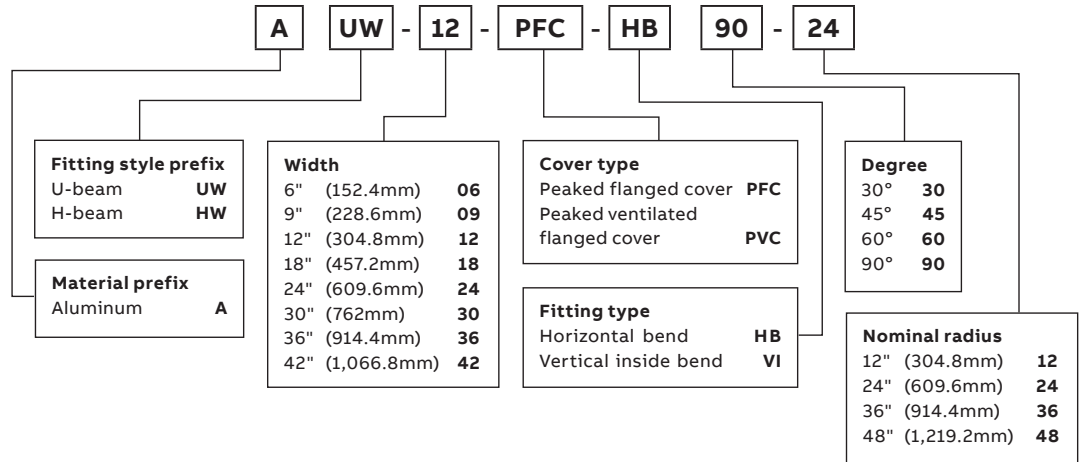 A UW - 12 - PFC - HB 90 - 24
Fitting style prefix
U-beam UW
H-beam HW
Material prefix
Aluminum A
Width
6" (152.4mm) 06
9" (228.6mm) 09
12" (304.8mm) 12
18" (457.2mm) 18
24" (609.6mm) 24
30" (762mm) 30
36" (914.4mm) 36
42" (1,066.8mm) 42
Cover type
Peaked flanged cover PFC
Peaked ventilated
flanged cover PVC
Fitting type
Horizontal bend HB
Vertical inside bend VI
Degree
30° 30
45° 45
60° 60
90° 90
Nominal radius
12" (304.8mm) 12
24" (609.6mm) 24
36" (914.4mm) 36
48" (1,219.2mm) 48